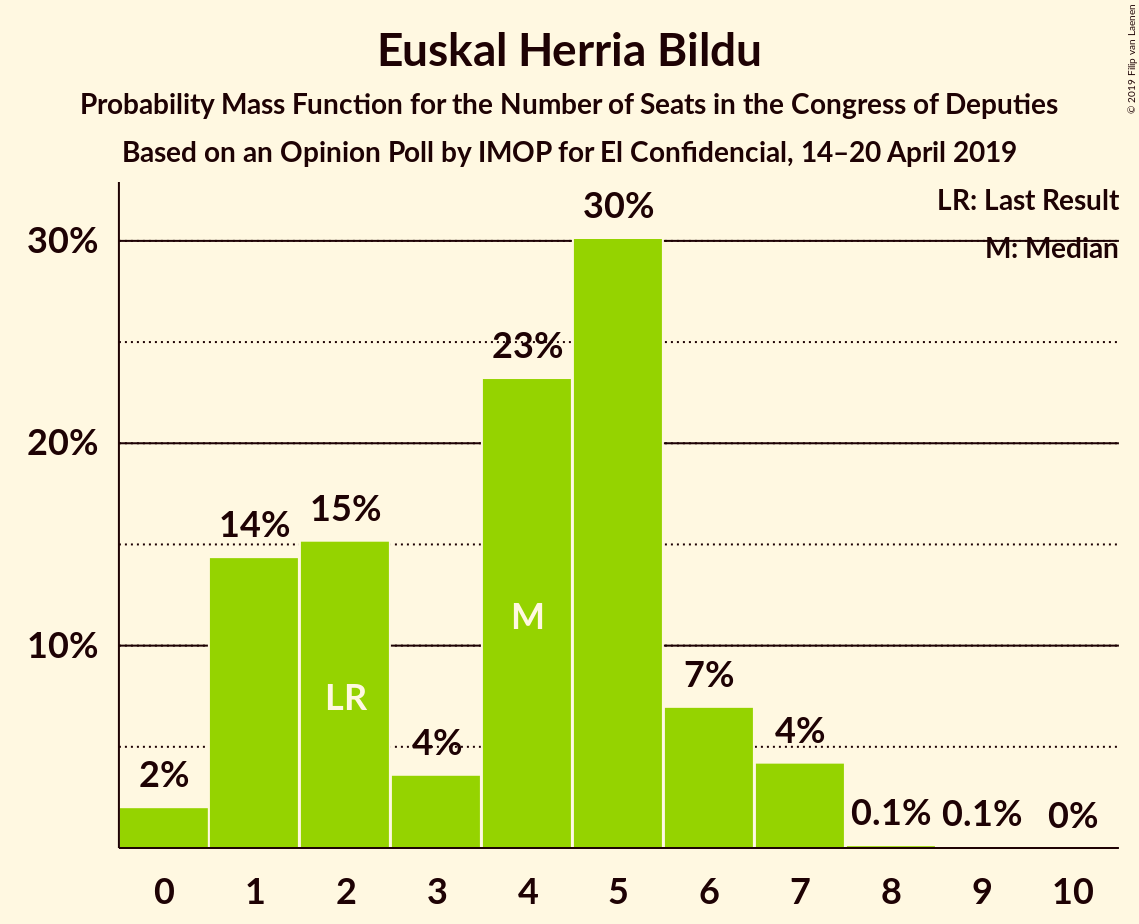 Euskal Herria Bildu
Probability Mass Function for the Number of Seats in the Congress of Deputies
Based on an Opinion Poll by IMOP for El Confidencial, 14–20 April 2019
© 2019 Filip van Laenen
LR: Last Result
M: Median
30%
20%
10%
2%
14%
15%
4%
23%
30%
7%
4%
0.1%
0.1%
0%
LR
M
0 1 2 3 4 5 6 7 8 9 10